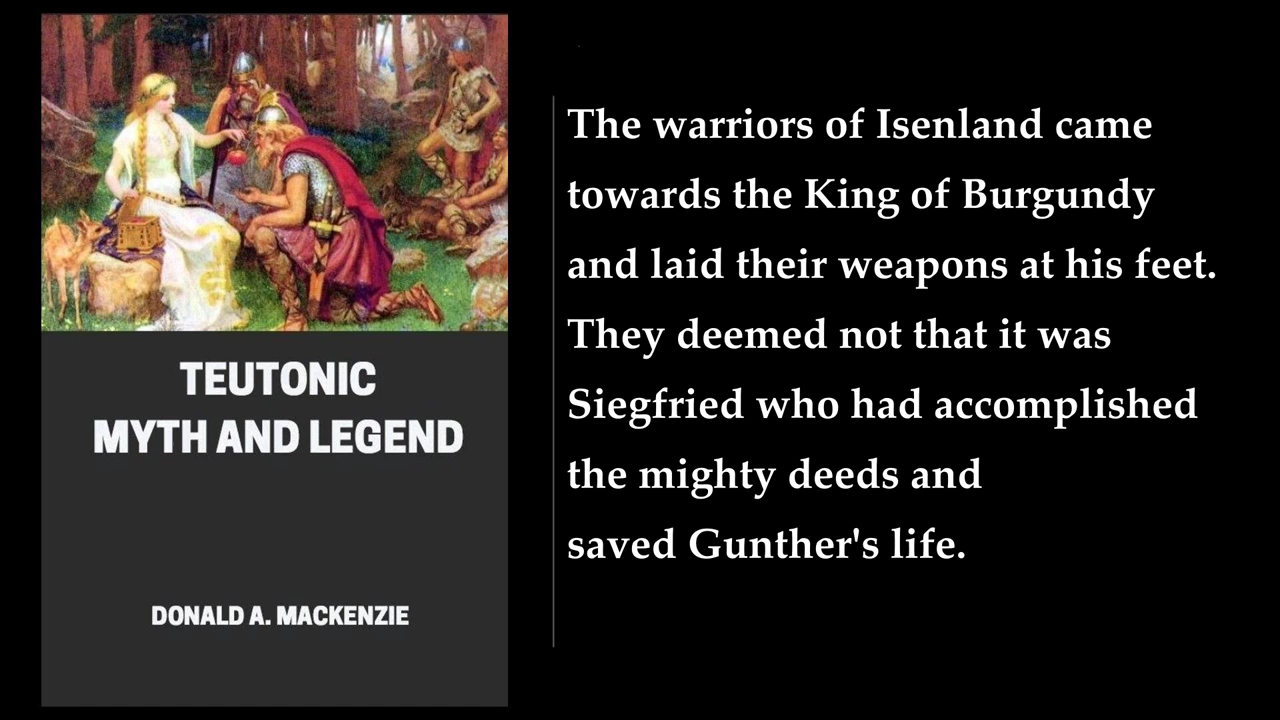 TEUTONIC
MYTH AND LEGEND
DONALD A. MACKENZIE
The warriors of Isenland came
towards the King of Burgundy
and laid their weapons at his feet.
They deemed not that it was
Siegfried who had accomplished
the mighty deeds and
saved Gunther's life.